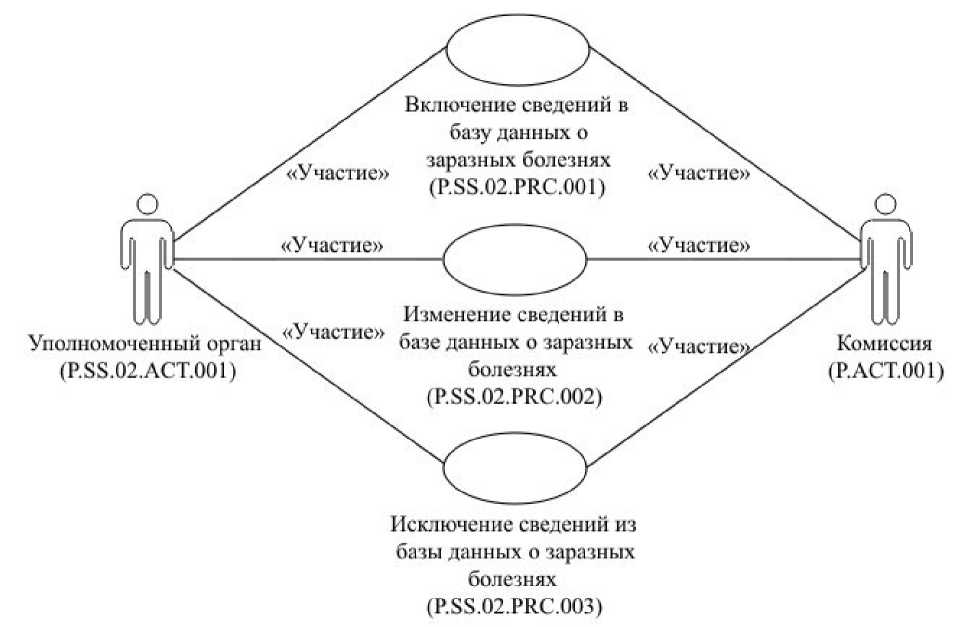 Включение сведений в
базу данных о
заразных болезнях
(P.SS.02.PRC.001)
«Участие»
«Участие»
«Участие»
«Участие»
Уполномоченный орган
(P.SS.02.ACT.001)
Изменение сведений в
базе данных о заразных
болезнях
(P.SS.02.PRC.002)
Комиссия
(P.ACT.001)
«Участие»
«Участие»
Исключение сведений из
базы данных о заразных
болезнях
(P.SS.02.PRC.003)